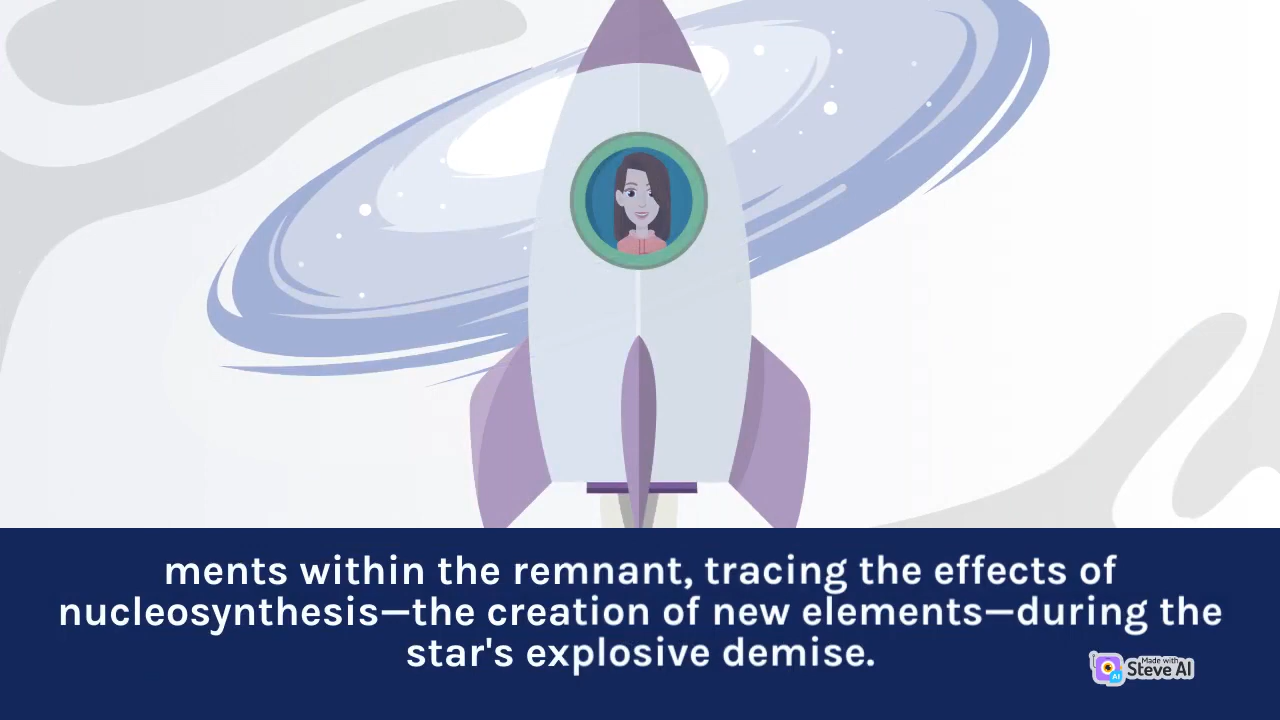 ments within the remnant, tracing the effects of
nucleosynthesis—the creation of new elements—during the
star's explosive demise.
Made with
Steve AI
AI